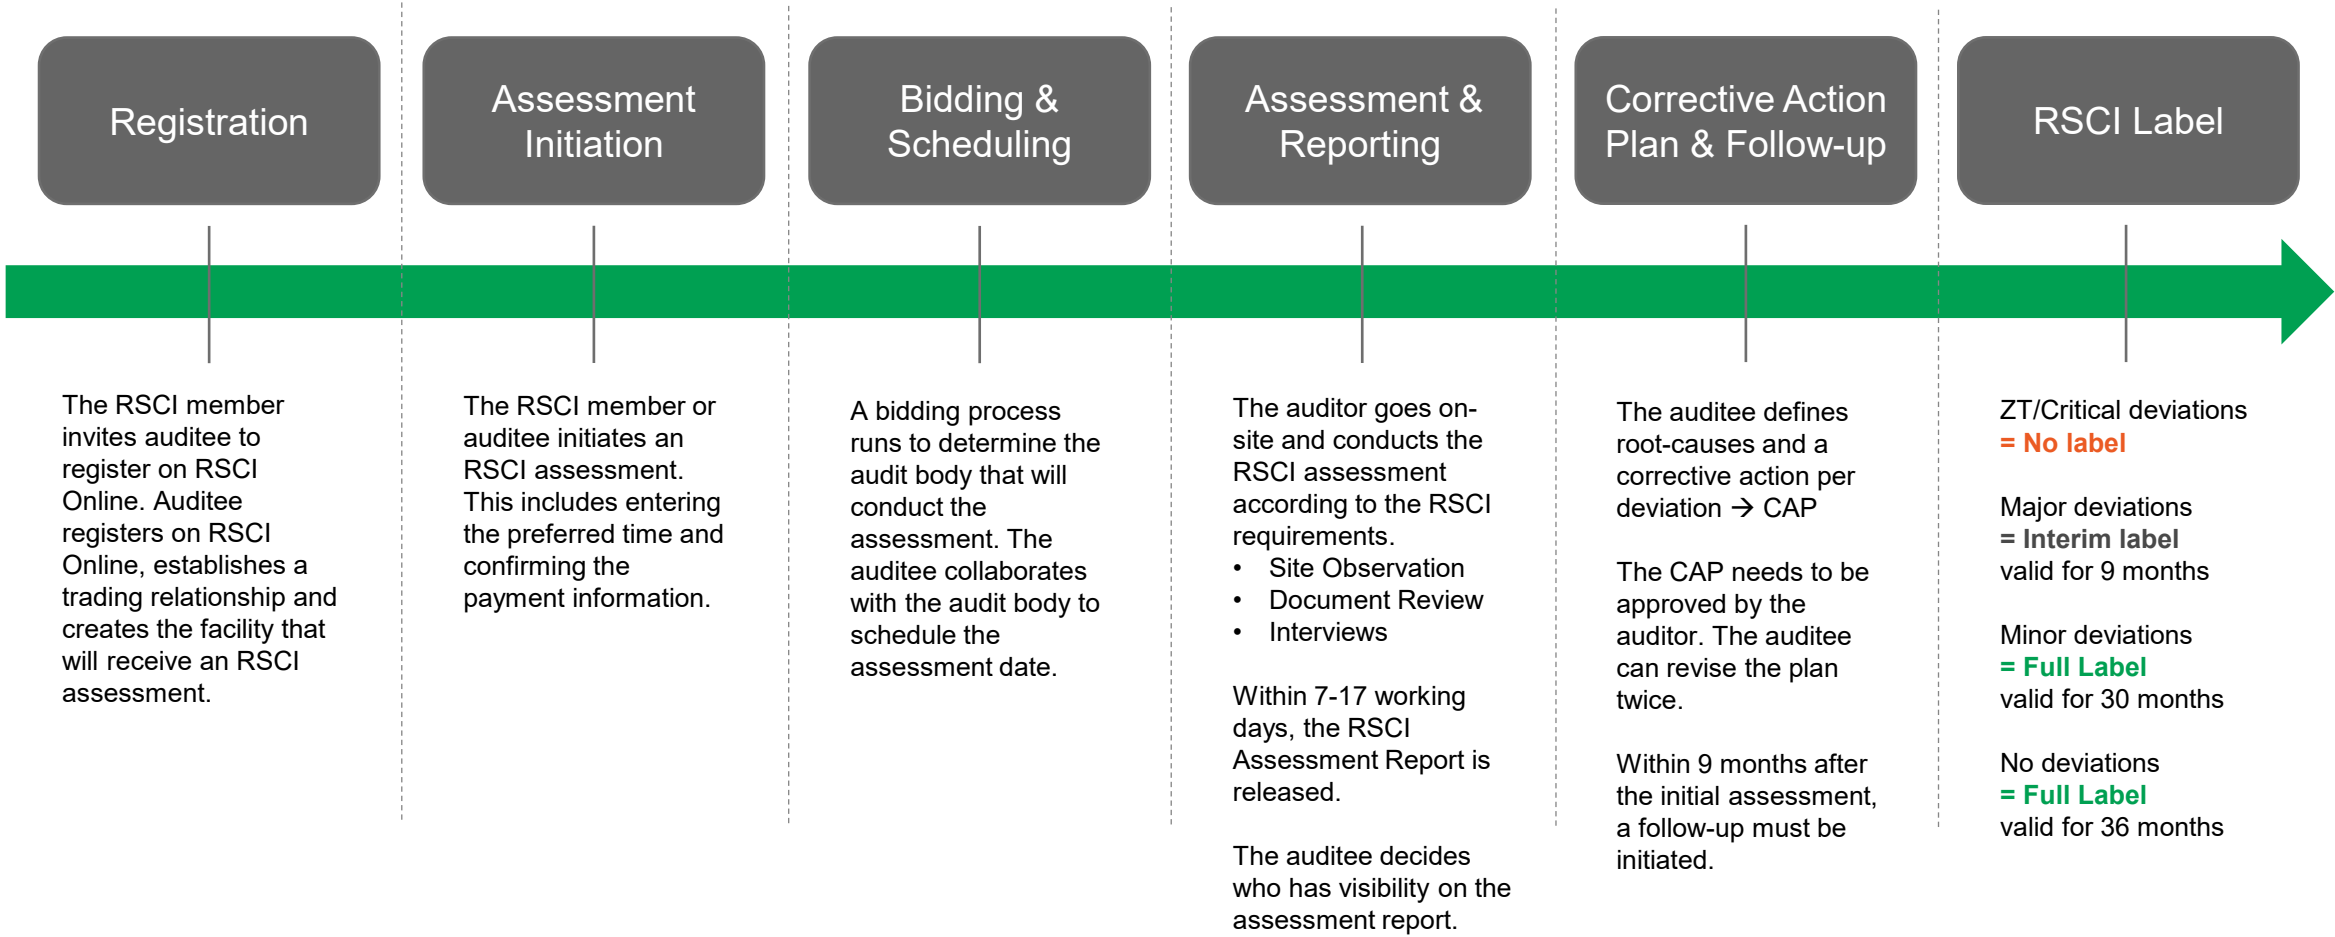 Registration
Assessment
Initiation
Bidding &
Scheduling
Assessment &
Reporting
Corrective Action
Plan & Follow-up
RSCI Label
The RSCI member
invites auditee to
register on RSCI
Online. Auditee
registers on RSCI
Online, establishes a
trading relationship and
creates the facility that
will receive an RSCI
assessment.
The RSCI member or
auditee initiates an
RSCI assessment.
This includes entering
the preferred time and
confirming the
payment information.
A bidding process
runs to determine the
audit body that will
conduct the
assessment. The
auditee collaborates
with the audit body to
schedule the
assessment date.
The auditor goes on-
site and conducts the
RSCI assessment
according to the RSCI
requirements.
• Site Observation
• Document Review
• Interviews
Within 7-17 working
days, the RSCI
Assessment Report is
released.
The auditee decides
who has visibility on the
assessment report.
The auditee defines
root-causes and a
corrective action per
deviation → CAP
The CAP needs to be
approved by the
auditor. The auditee
can revise the plan
twice.
Within 9 months after
the initial assessment,
a follow-up must be
initiated.
ZT/Critical deviations
= No label
Major deviations
= Interim label
valid for 9 months
Minor deviations
= Full Label
valid for 30 months
No deviations
= Full Label
valid for 36 months